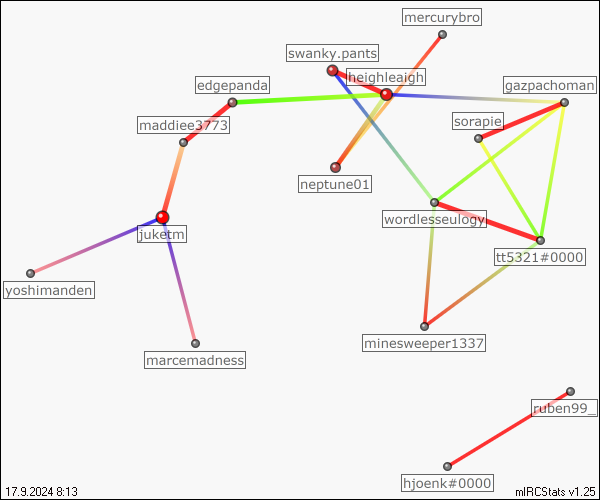 mercurybro
swanky.pants
heighleaigh
edgepanda
gazpachoman
maddiee3773
sorapie
neptune01
wordlesseulogy
juketm
tt5321#0000
yoshimanden
minesweeper1337
marcemadness
ruben99_
hjoenk#0000
17.9.2024 8:13
mIRCStats v1.25